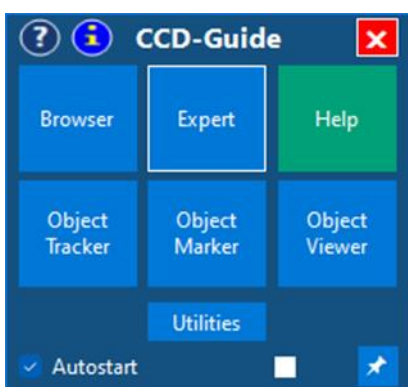 ? i CCD-Guide X
Browser
Expert
Help
Object
Tracker
Object
Marker
Object
Viewer
Utilities
Autostart